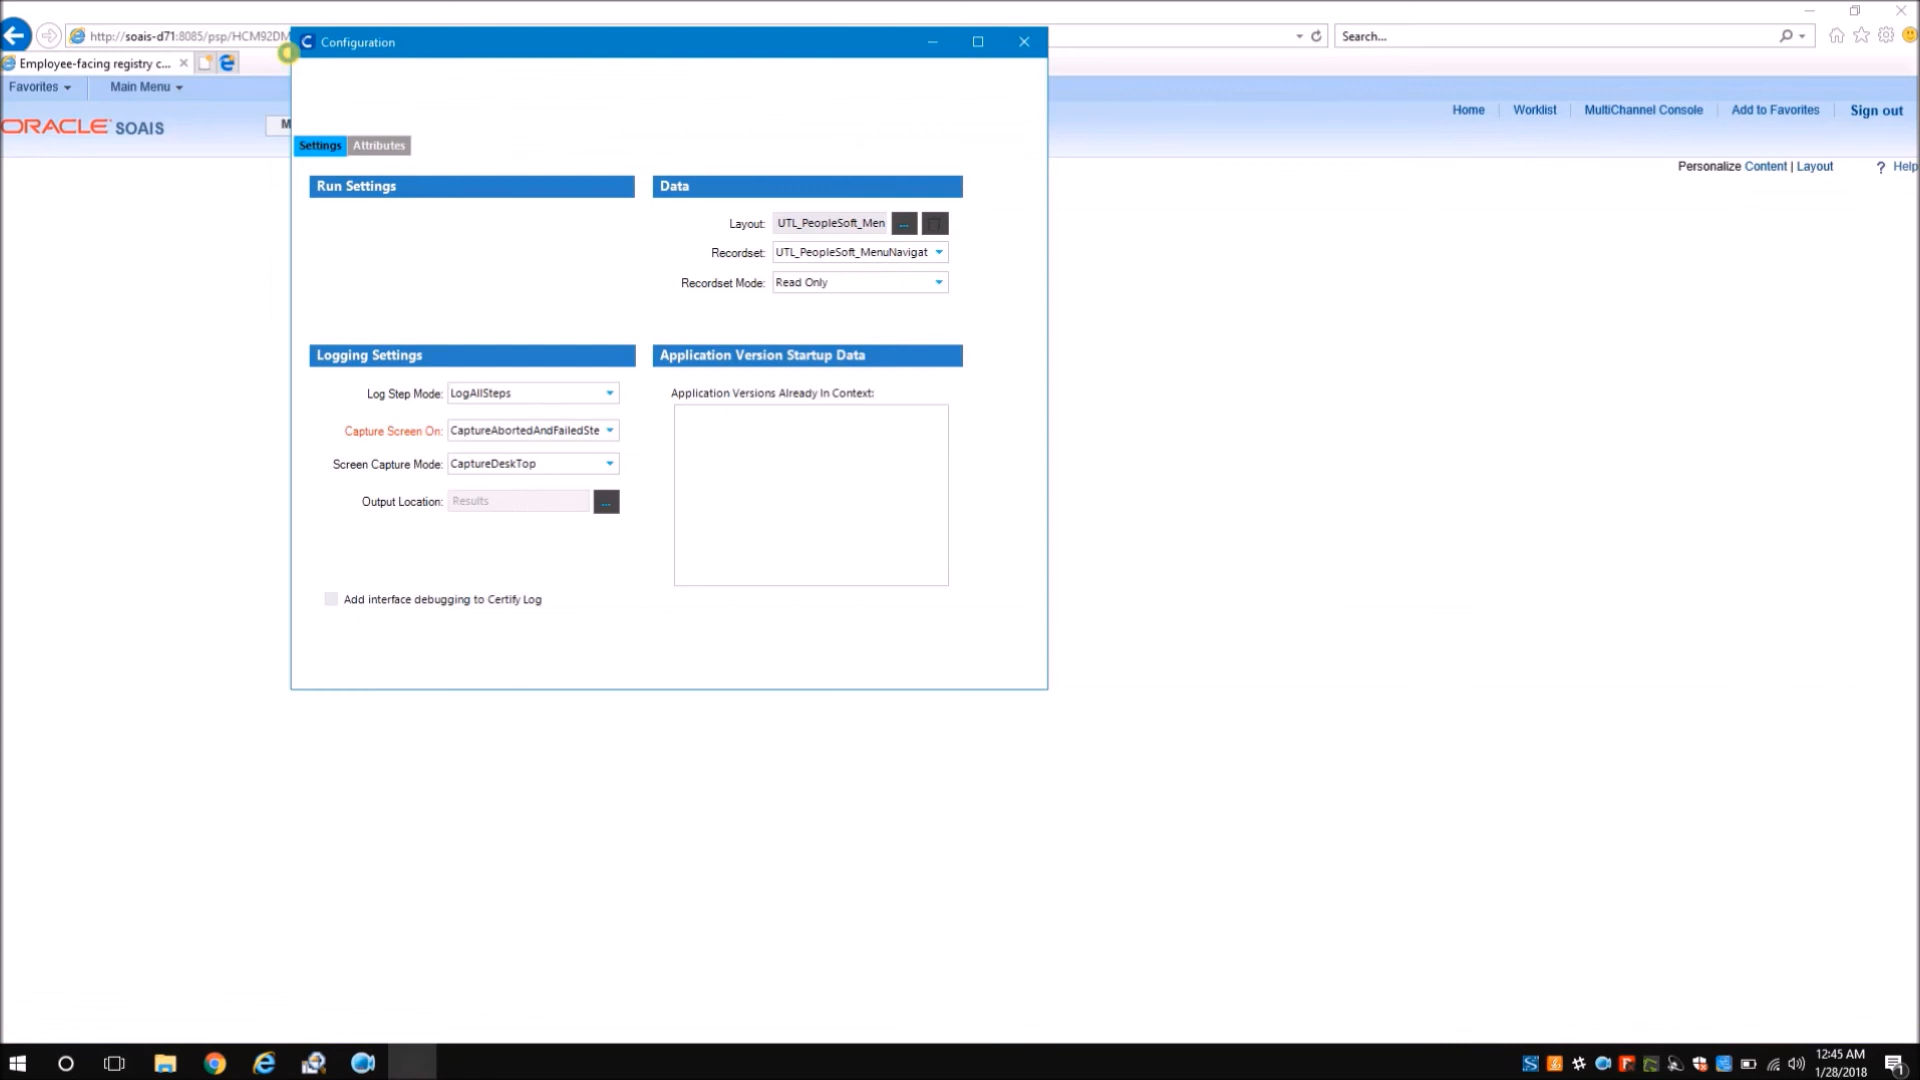 http://soais-d71:8085/psp/HCM92DM
Search...
Employee-facing registry c...
Configuration
Favorites
Main Menu
ORACLE SOAIS
M
Home
Worklist
MultiChannel Console
Add to Favorites
Sign out
Personalize Content | Layout
? Help
Settings
Attributes
Run Settings
Data
Layout: UTL_PeopleSoft_Men ...
Recordset: UTL_PeopleSoft_MenuNavigat
Recordset Mode: Read Only
Logging Settings
Application Version Startup Data
Log Step Mode: LogAllSteps
Application Versions Already In Context:
Capture Screen On: CaptureAbortedAndFailedSte
Screen Capture Mode: CaptureDeskTop
Output Location: Results ...
Add interface debugging to Certify Log
12:45 AM
1/28/2018